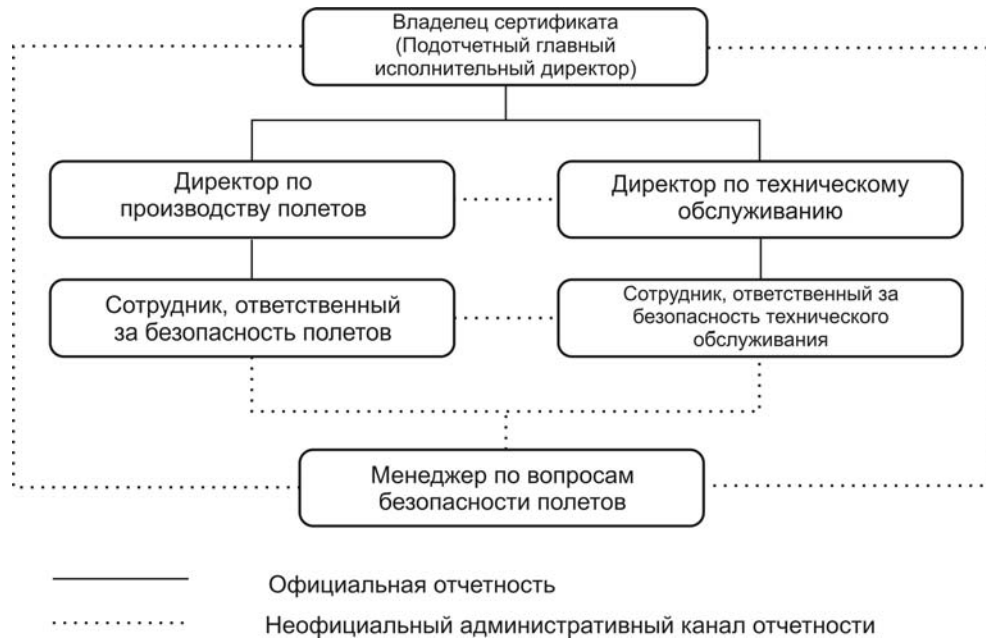 Владелец сертификата
(Подотчетный главный
исполнительный директор)
Директор по
производству полетов
Директор по техническому
обслуживанию
Сотрудник, ответственный
за безопасность полетов
Сотрудник, ответственный за
безопасность технического
обслуживания
Менеджер по вопросам
безопасности полетов
Официальная отчетность
Неофициальный административный канал отчетности